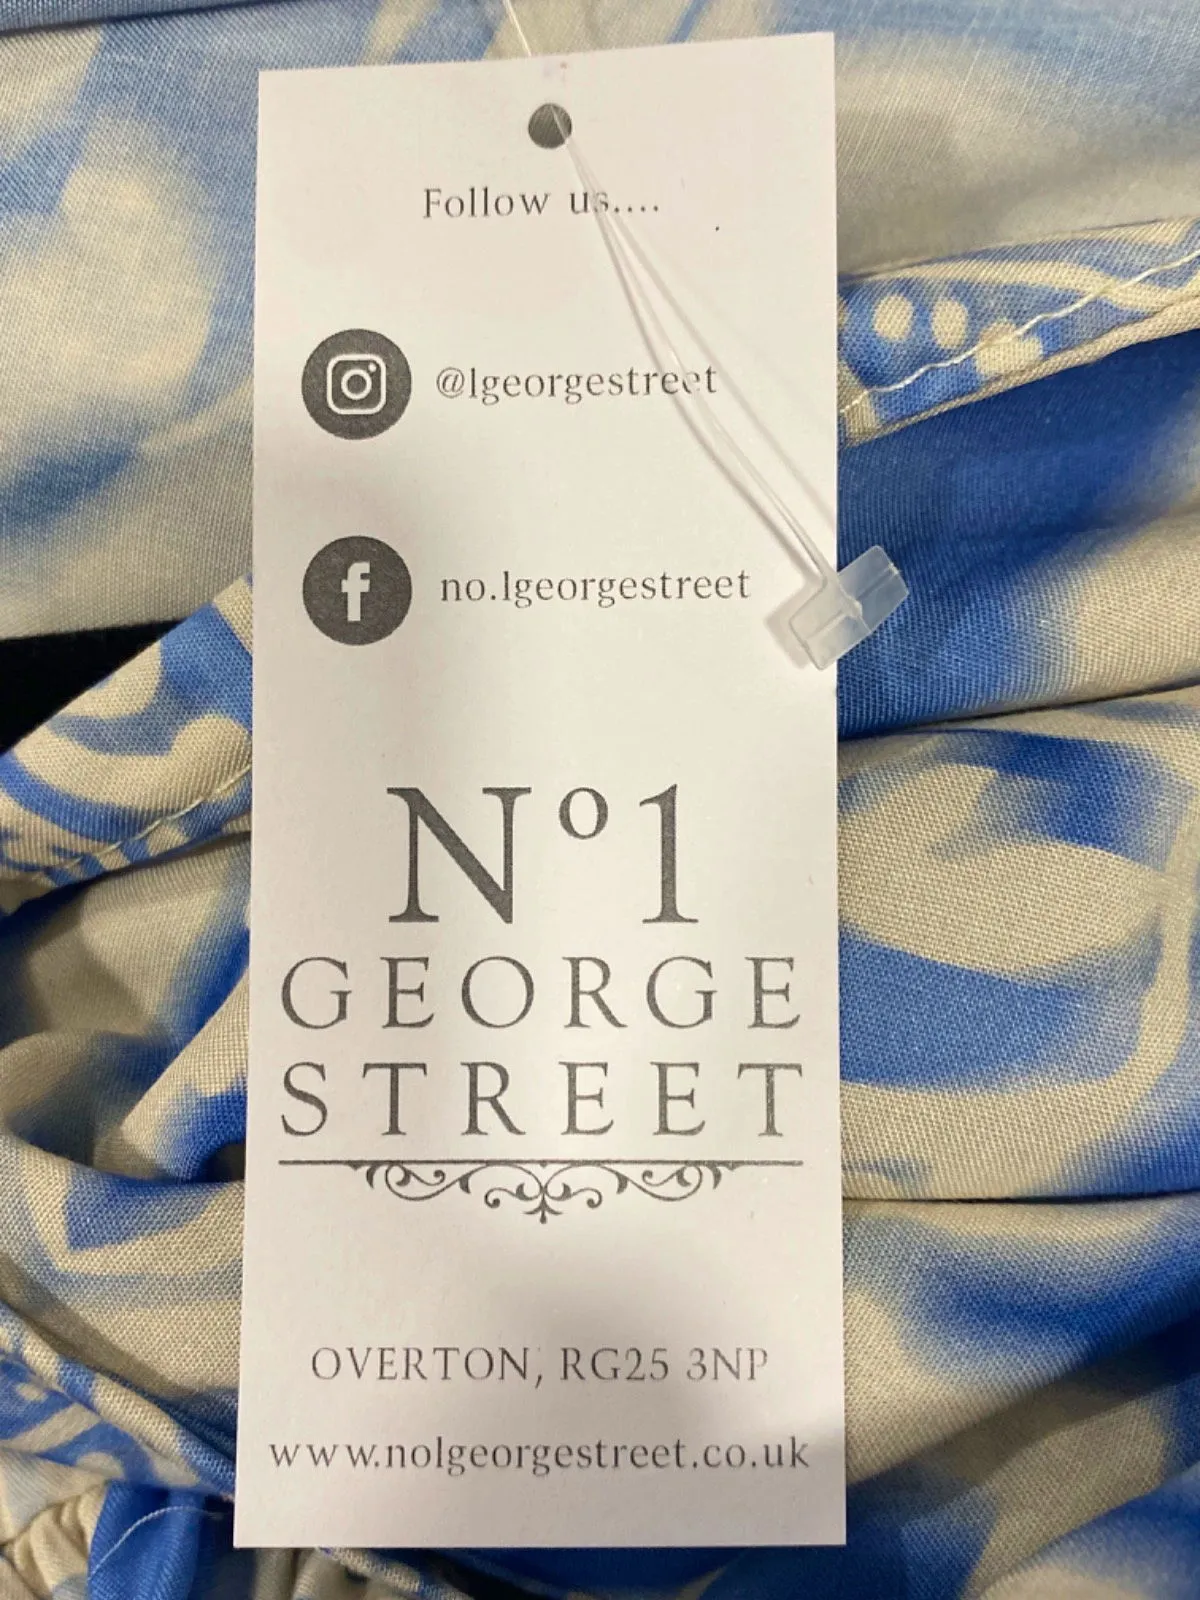 Follow us....
@1georgestreet
no.1georgestreet
Nº1
GEORGE
STREET
OVERTON, RG25 3NP
www.no1georgestreet.co.uk